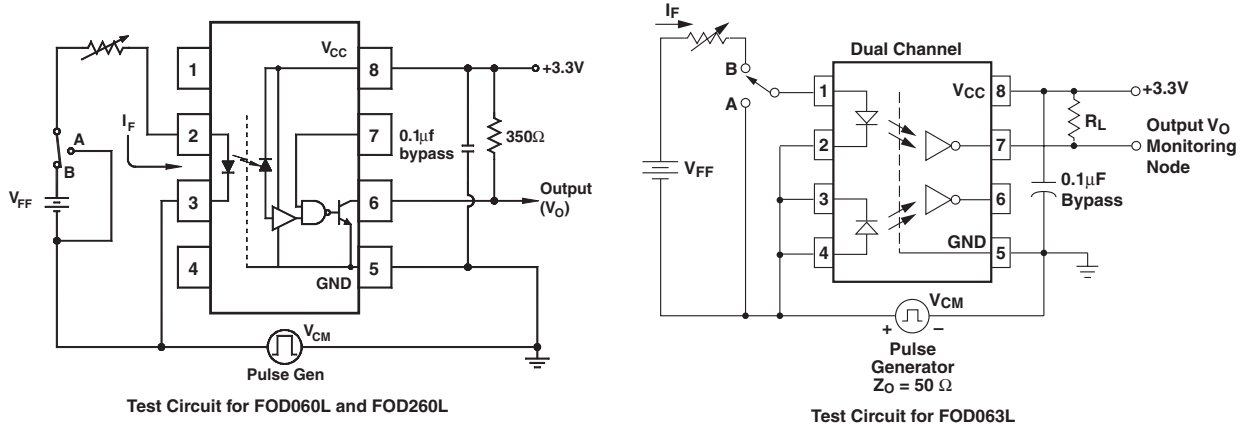 V_CC
1
8
+3.3V
I_F
2
7
0.1µf
bypass
350Ω
A
B
V_FF
3
6
Output
(V_O)
4
5
GND
V_CM
Pulse Gen
Test Circuit for FOD060L and FOD260L
I_F
Dual Channel
B
A
1
V_CC
8
+3.3V
R_L
V_FF
2
7
Output V_O
Monitoring
Node
3
6
0.1µF
Bypass
4
GND
5
V_CM
+
–
Pulse
Generator
Z_O = 50 Ω
Test Circuit for FOD063L